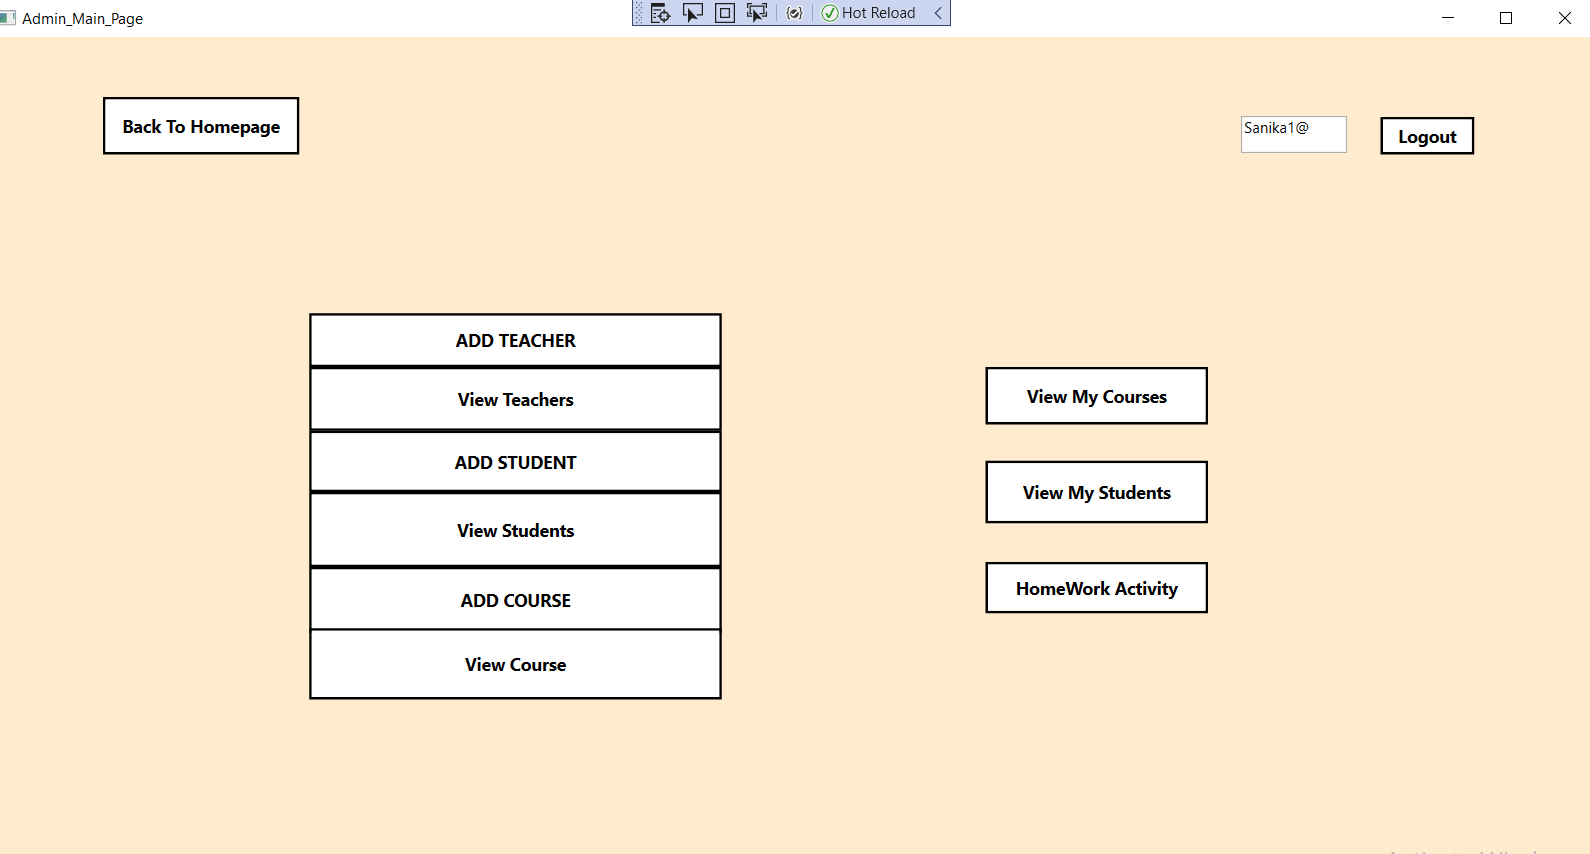 Admin_Main_Page
Hot Reload
Back To Homepage
Sanika1@
Logout
ADD TEACHER
View Teachers
ADD STUDENT
View Students
ADD COURSE
View Course
View My Courses
View My Students
HomeWork Activity